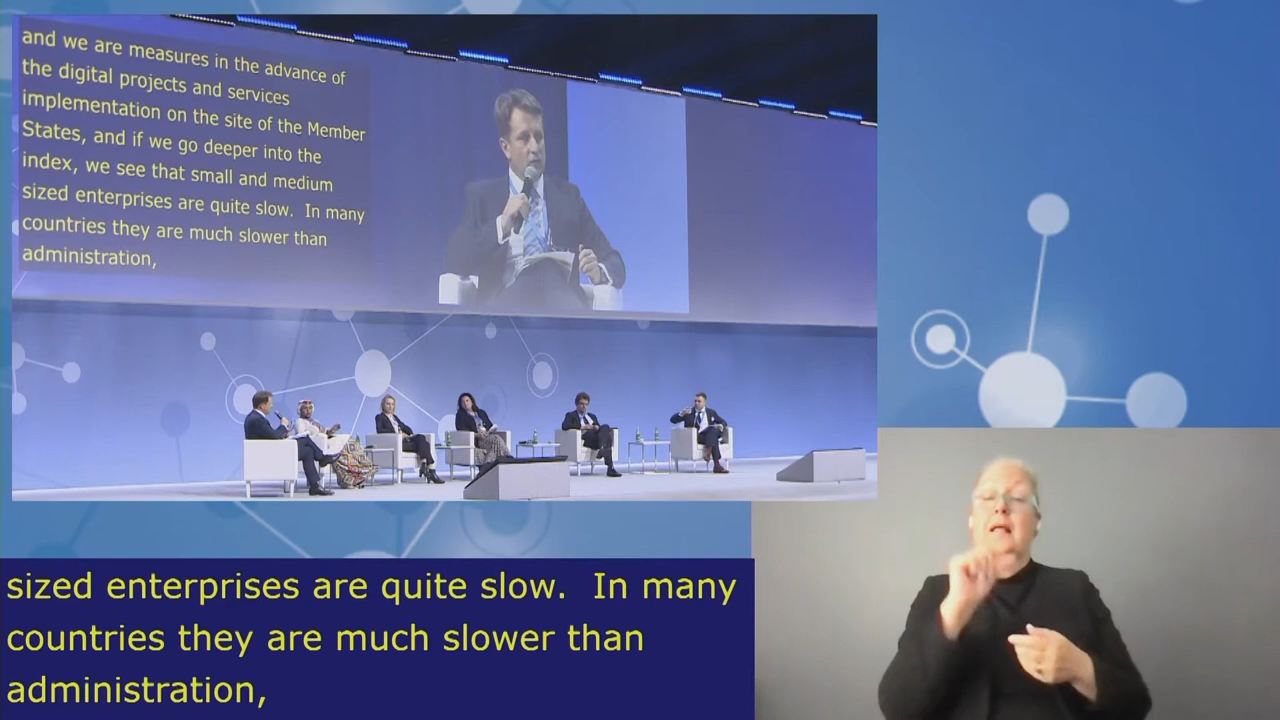 and we are measures in the advance of
the digital projects and services
implementation on the site of the Member
States, and if we go deeper into the
index, we see that small and medium
sized enterprises are quite slow.  In many
countries they are much slower than
administration,
sized enterprises are quite slow.  In many
countries they are much slower than
administration,